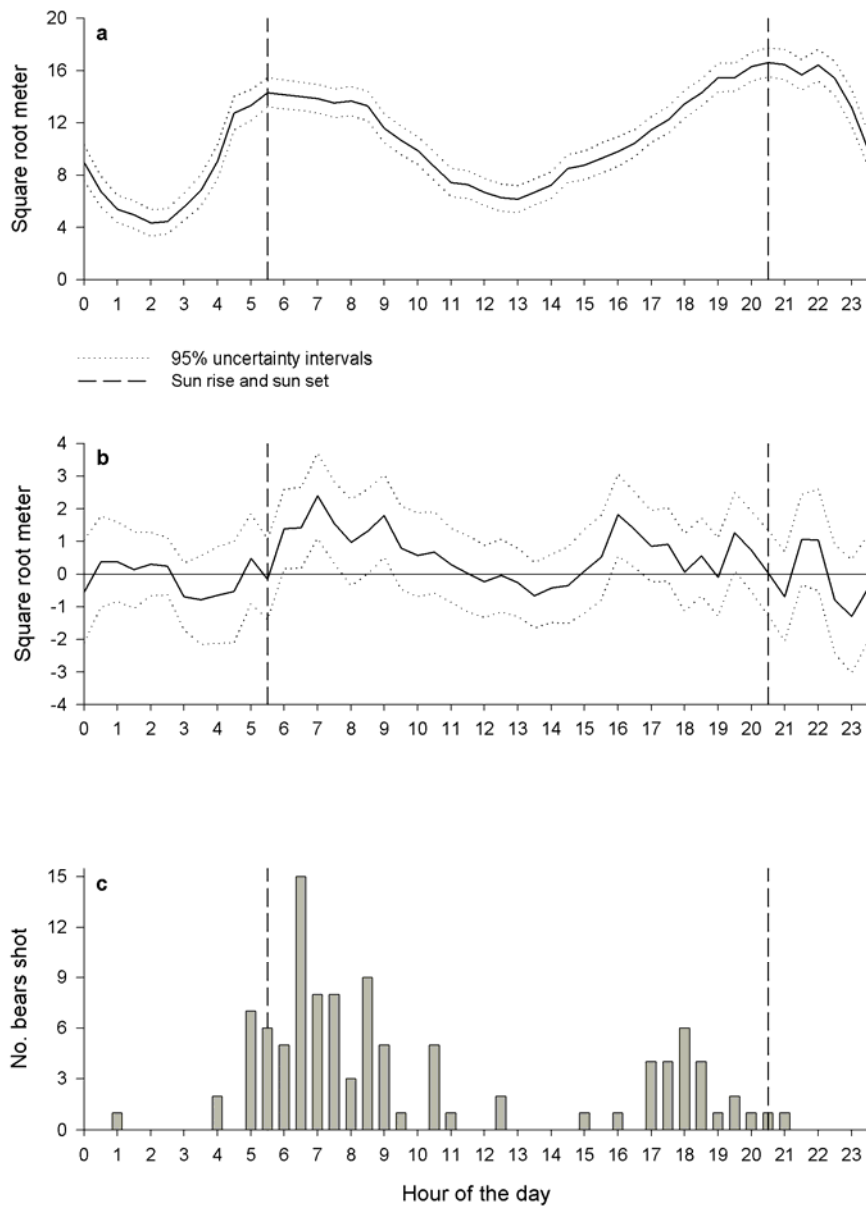 a
Square root meter
20
16
12
8
4
0
0 1 2 3 4 5 6 7 8 9 10 11 12 13 14 15 16 17 18 19 20 21 22 23
95% uncertainty intervals
Sun rise and sun set
b
Square root meter
4
3
2
1
0
-1
-2
-3
-4
0 1 2 3 4 5 6 7 8 9 10 11 12 13 14 15 16 17 18 19 20 21 22 23
c
No. bears shot
15
12
9
6
3
0
0 1 2 3 4 5 6 7 8 9 10 11 12 13 14 15 16 17 18 19 20 21 22 23
Hour of the day